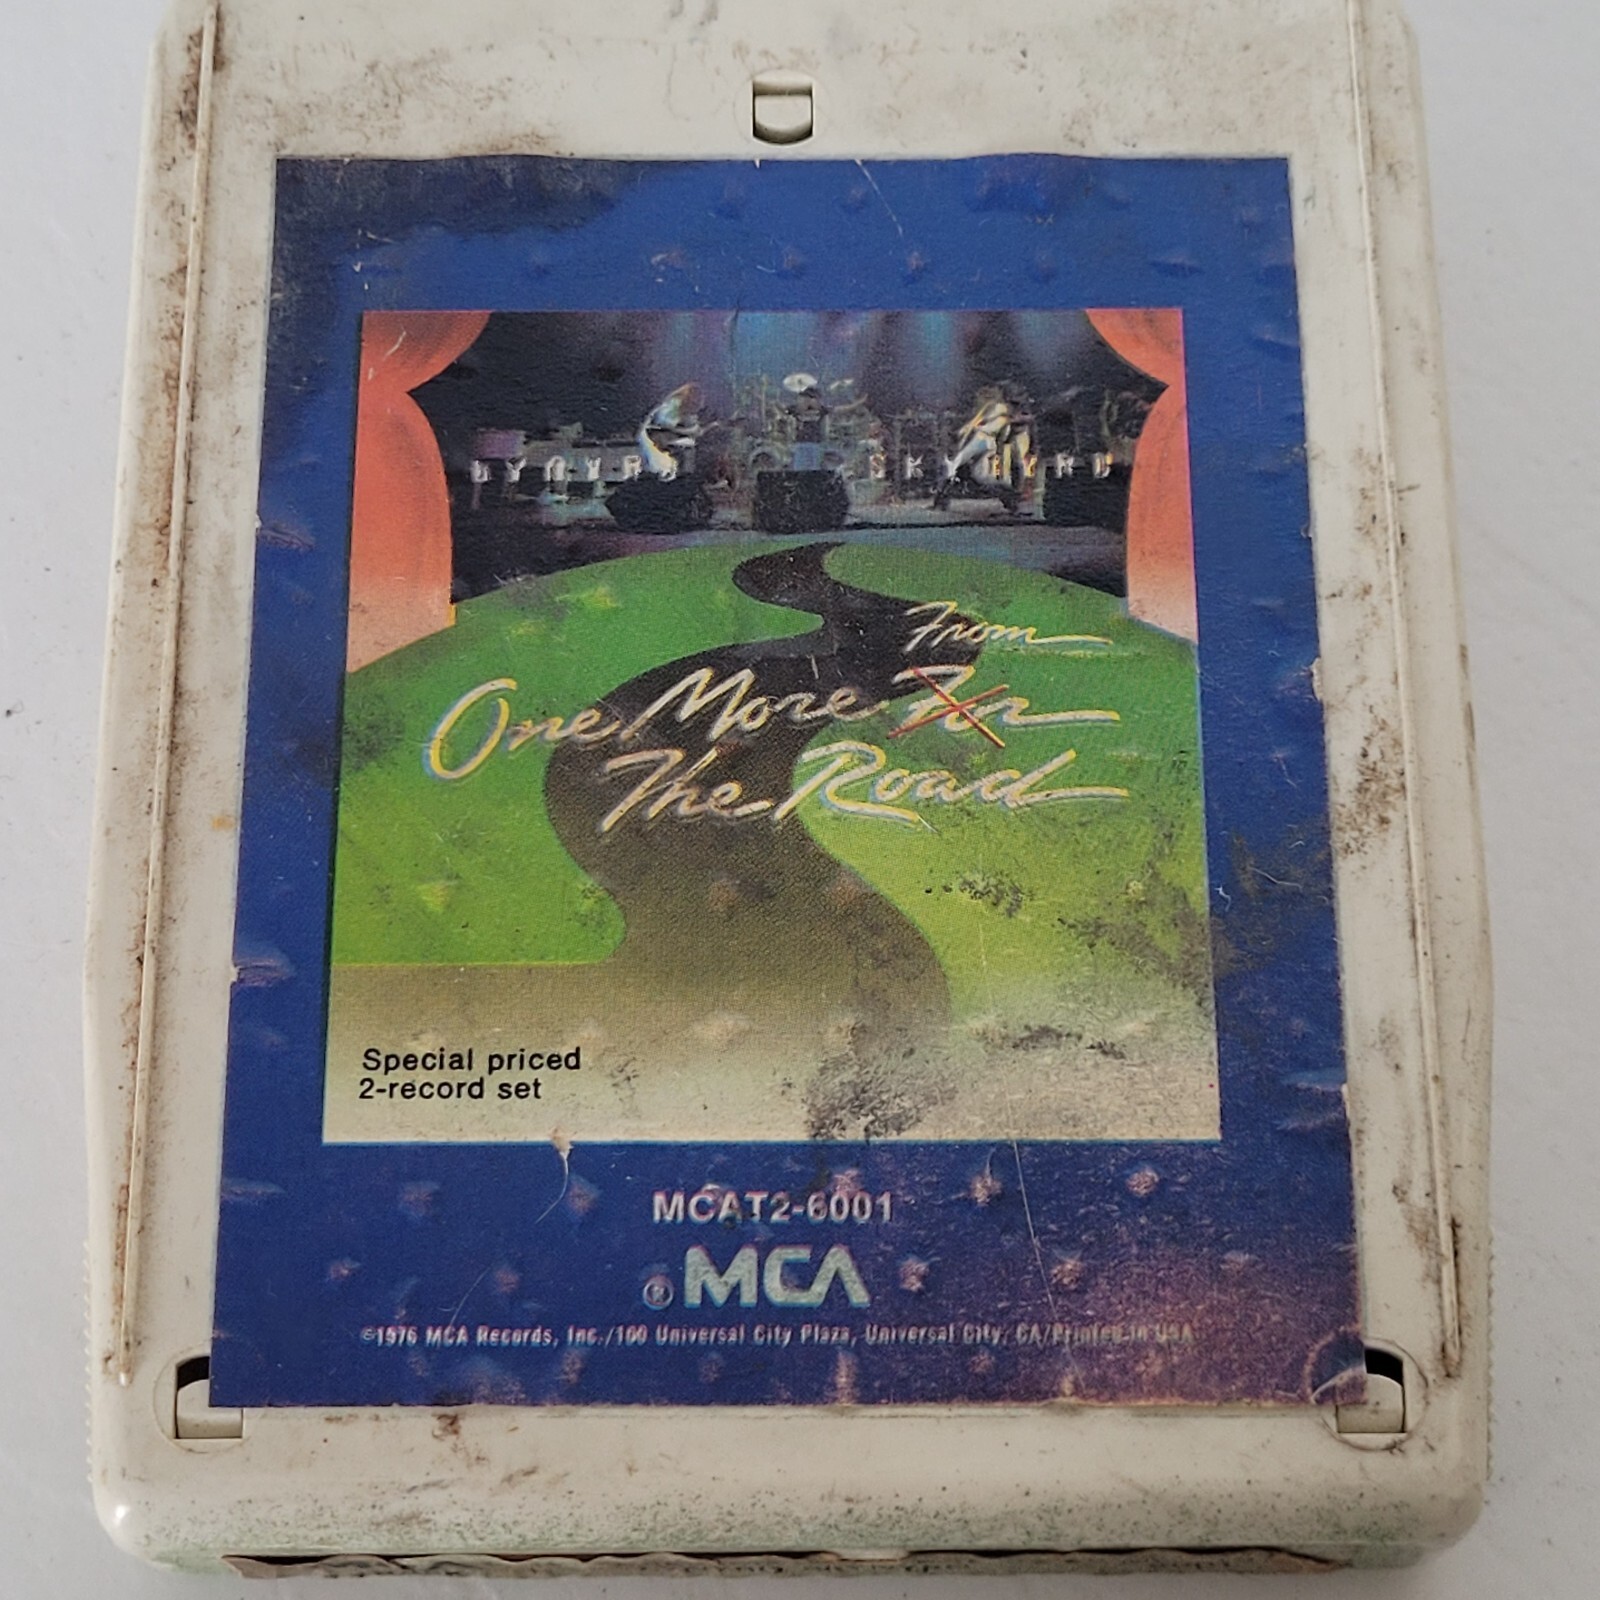 LYNYRD SKYNYRD
From
One More For
The Road
Special priced
2-record set
MCAT2-6001
® MCA
©1976 MCA Records, Inc./100 Universal City Plaza, Universal City, CA/Printed in USA